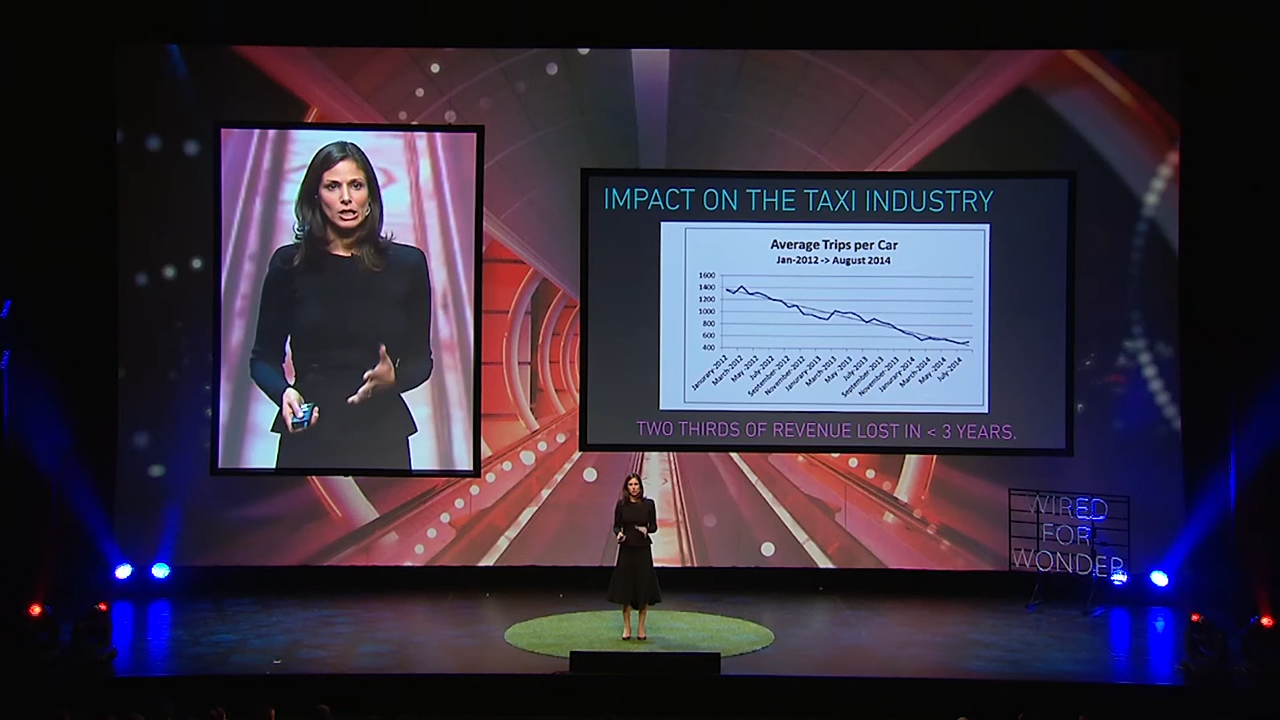 IMPACT ON THE TAXI INDUSTRY
Average Trips per Car
Jan-2012 -> August 2014
1600
1400
1200
1000
800
600
400
Janurary 2012
March-2012
May, 2012
July 2012
September-2012
November-2012
Janurary 2013
March-2013
May-2013
July-2013
September-2013
November-2013
January-2014
March-2014
May-2014
July-2014
TWO THIRDS OF REVENUE LOST IN < 3 YEARS.
WIRED
FOR
WONDER